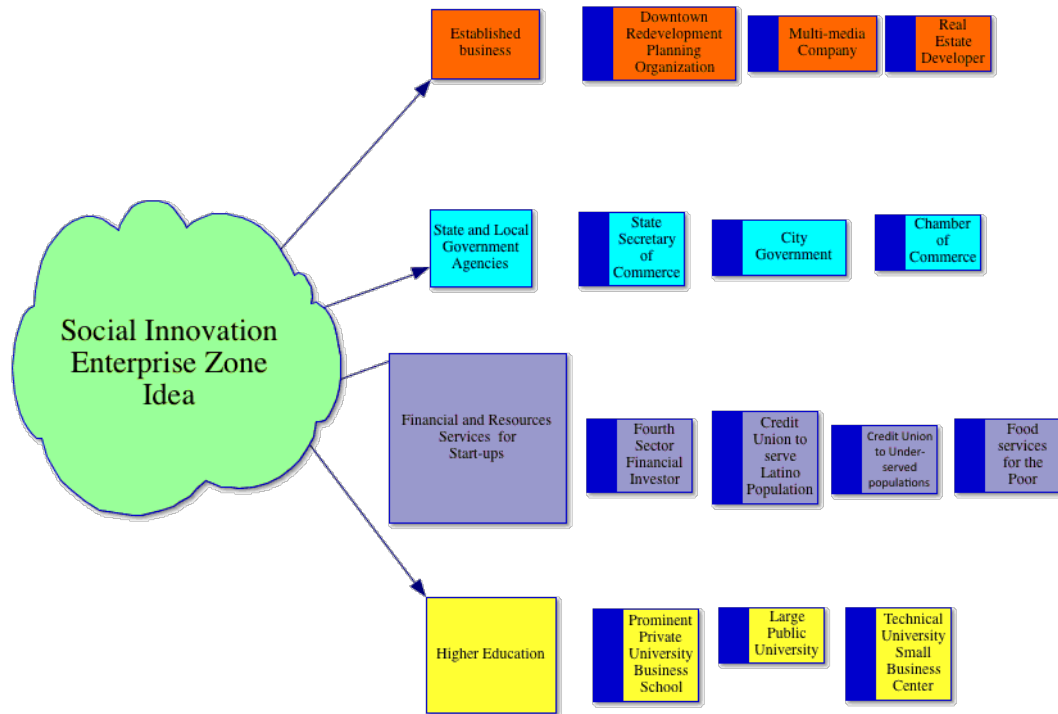 Established
business
Downtown
Redevelopment
Planning
Organization
Multi-media
Company
Real
Estate
Developer
State and Local
Government
Agencies
State
Secretary
of
Commerce
City
Government
Chamber
of
Commerce
Social Innovation
Enterprise Zone
Idea
Financial and Resources
Services for
Start-ups
Fourth
Sector
Financial
Investor
Credit
Union to
serve
Latino
Population
Credit Union
to Under-
served
populations
Food
services
for the
Poor
Higher Education
Prominent
Private
University
Business
School
Large
Public
University
Technical
University
Small
Business
Center